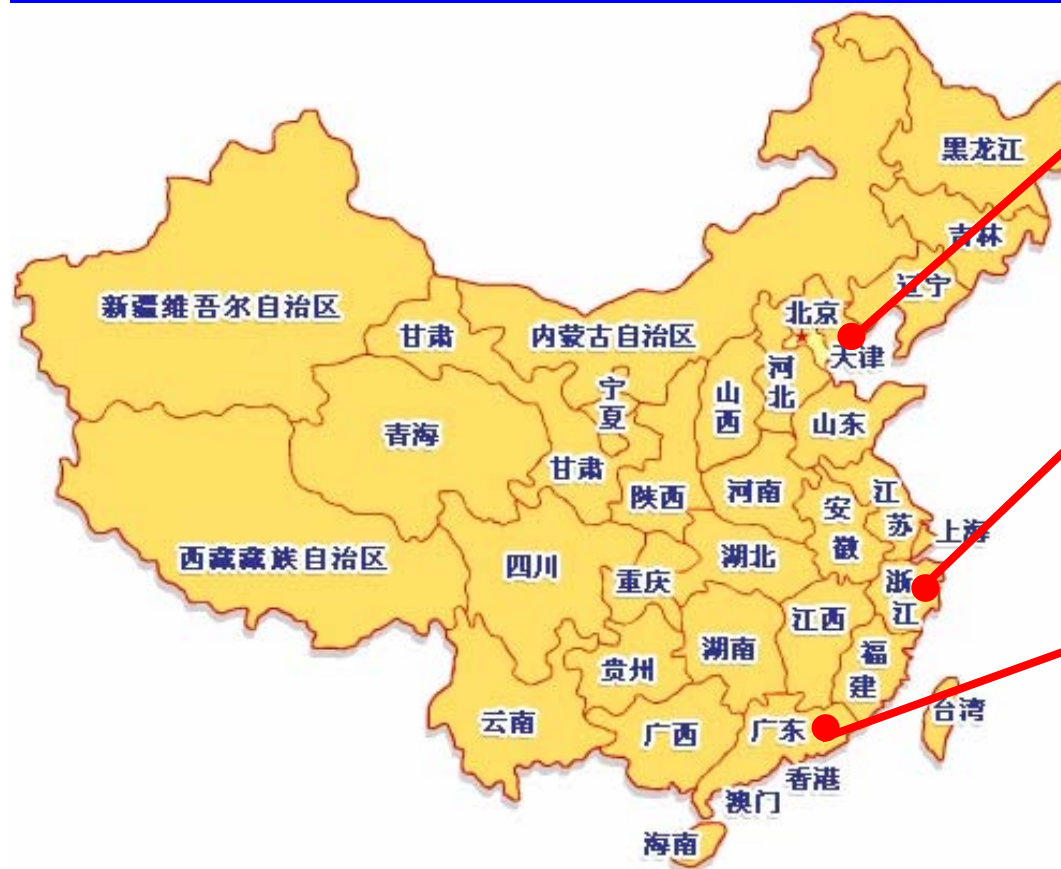 黑龙江
吉林
辽宁
新疆维吾尔自治区
北京
甘肃
内蒙古自治区
天津
河北
宁夏
山西
青海
山东
甘肃
陕西
河南
江苏
安徽
上海
西藏藏族自治区
四川
重庆
湖北
浙江
江西
湖南
贵州
福建
云南
广西
广东
台湾
香港
澳门
海南